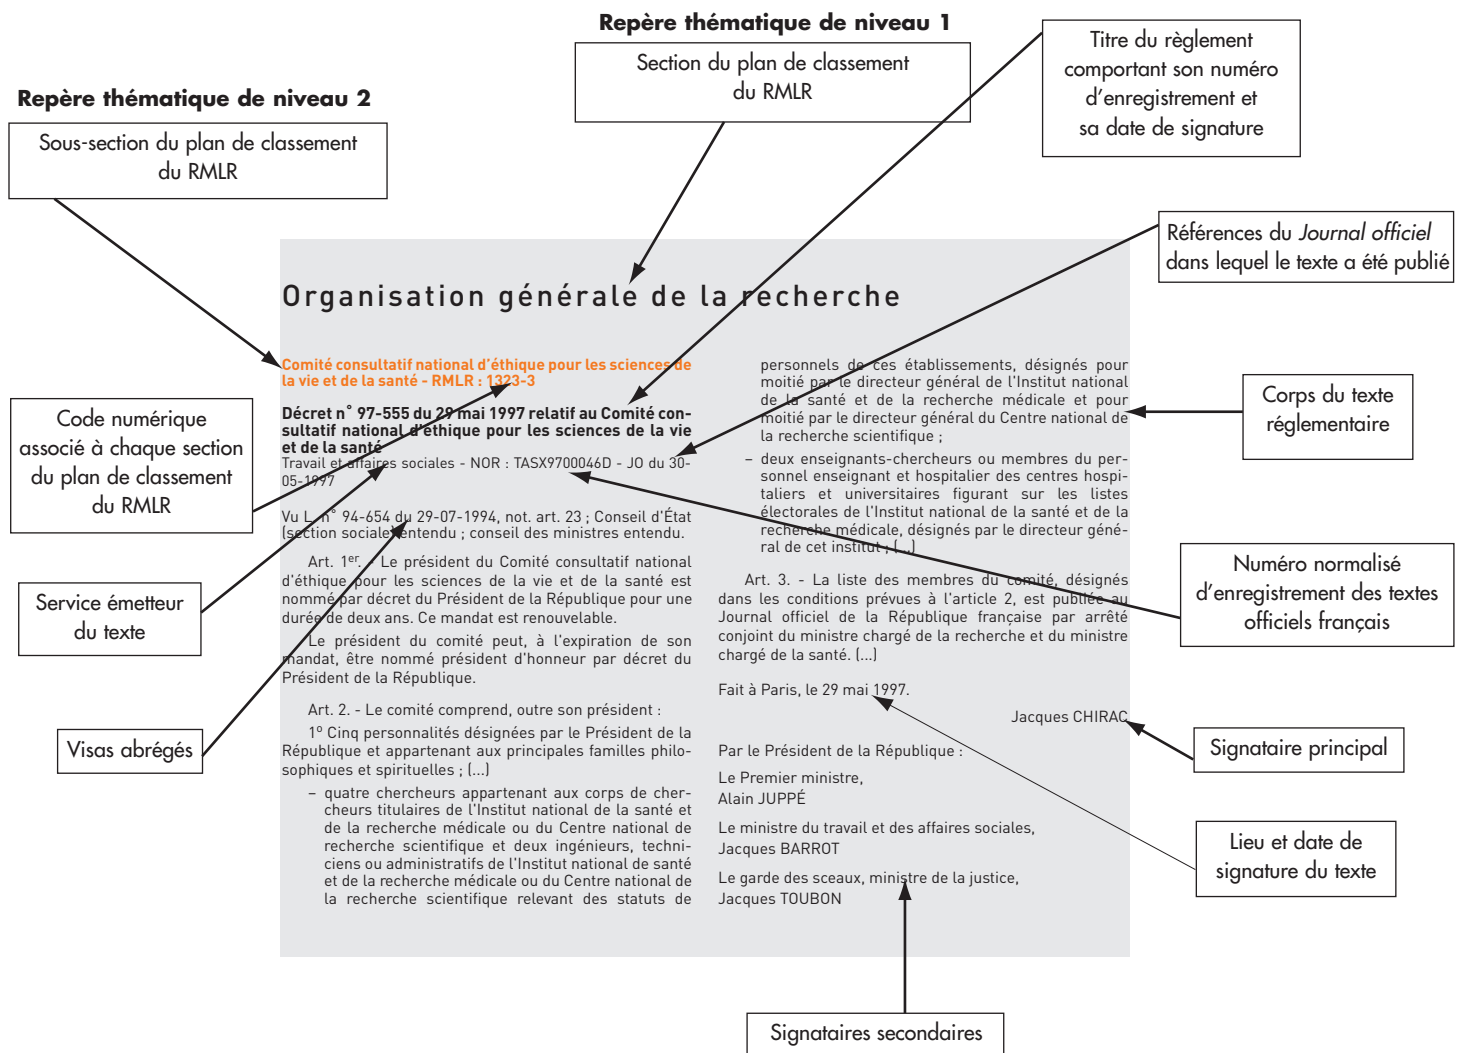 Repère thématique de niveau 1
Section du plan de classement
du RMLR
Titre du règlement
comportant son numéro
d'enregistrement et
sa date de signature
Repère thématique de niveau 2
Sous-section du plan de classement
du RMLR
Références du Journal officiel
dans lequel le texte a été publié
Organisation générale de la recherche
Comité consultatif national d'éthique pour les sciences de
la vie et de la santé - RMLR : 1323-3
Décret n° 97-555 du 29 mai 1997 relatif au Comité con-
sultatif national d'éthique pour les sciences de la vie
et de la santé
Travail et affaires sociales - NOR : TASX9700046D - JO du 30-
05-1997
Vu L. n° 94-654 du 29-07-1994, not. art. 23 ; Conseil d'État
(section sociale) entendu ; conseil des ministres entendu.
Art. 1er. - Le président du Comité consultatif national
d'éthique pour les sciences de la vie et de la santé est
nommé par décret du Président de la République pour une
durée de deux ans. Ce mandat est renouvelable.
Le président du comité peut, à l'expiration de son
mandat, être nommé président d'honneur par décret du
Président de la République.
Art. 2. - Le comité comprend, outre son président :
1° Cinq personnalités désignées par le Président de la
République et appartenant aux principales familles philo-
sophiques et spirituelles ; (...)
– quatre chercheurs appartenant aux corps de cher-
cheurs titulaires de l'Institut national de la santé et
de la recherche médicale ou du Centre national de
recherche scientifique et deux ingénieurs, techni-
ciens ou administratifs de l'Institut national de santé
et de la recherche médicale ou du Centre national de
la recherche scientifique relevant des statuts de
personnels de ces établissements, désignés pour
moitié par le directeur général de l'Institut national
de la santé et de la recherche médicale et pour
moitié par le directeur général du Centre national de
la recherche scientifique ;
– deux enseignants-chercheurs ou membres du per-
sonnel enseignant et hospitalier des centres hospi-
taliers et universitaires figurant sur les listes
électorales de l'Institut national de la santé et de la
recherche médicale, désignés par le directeur géné-
ral de cet institut ; (...)
Art. 3. - La liste des membres du comité, désignés
dans les conditions prévues à l'article 2, est publiée au
Journal officiel de la République française par arrêté
conjoint du ministre chargé de la recherche et du ministre
chargé de la santé. (...)
Fait à Paris, le 29 mai 1997.
Jacques CHIRAC
Par le Président de la République :
Le Premier ministre,
Alain JUPPÉ
Le ministre du travail et des affaires sociales,
Jacques BARROT
Le garde des sceaux, ministre de la justice,
Jacques TOUBON
Code numérique
associé à chaque section
du plan de classement
du RMLR
Service émetteur
du texte
Visas abrégés
Corps du texte
réglementaire
Numéro normalisé
d'enregistrement des textes
officiels français
Signataire principal
Lieu et date de
signature du texte
Signataires secondaires